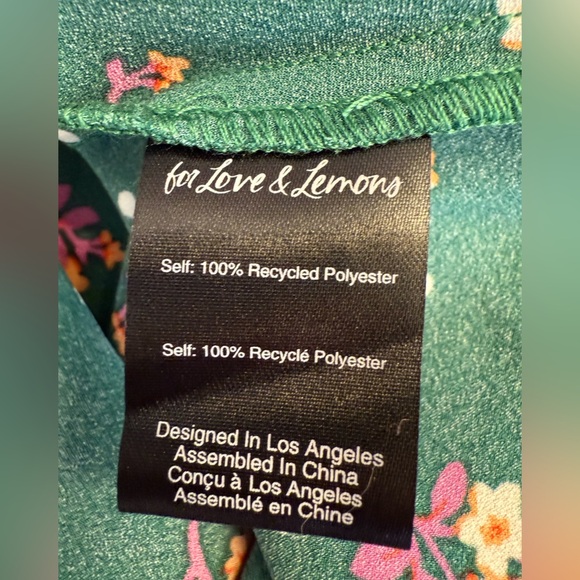 for Love & Lemons
Self: 100% Recycled Polyester
Self: 100% Recyclé Polyester
Designed In Los Angeles
Assembled In China
Conçu à Los Angeles
Assemblé en Chine